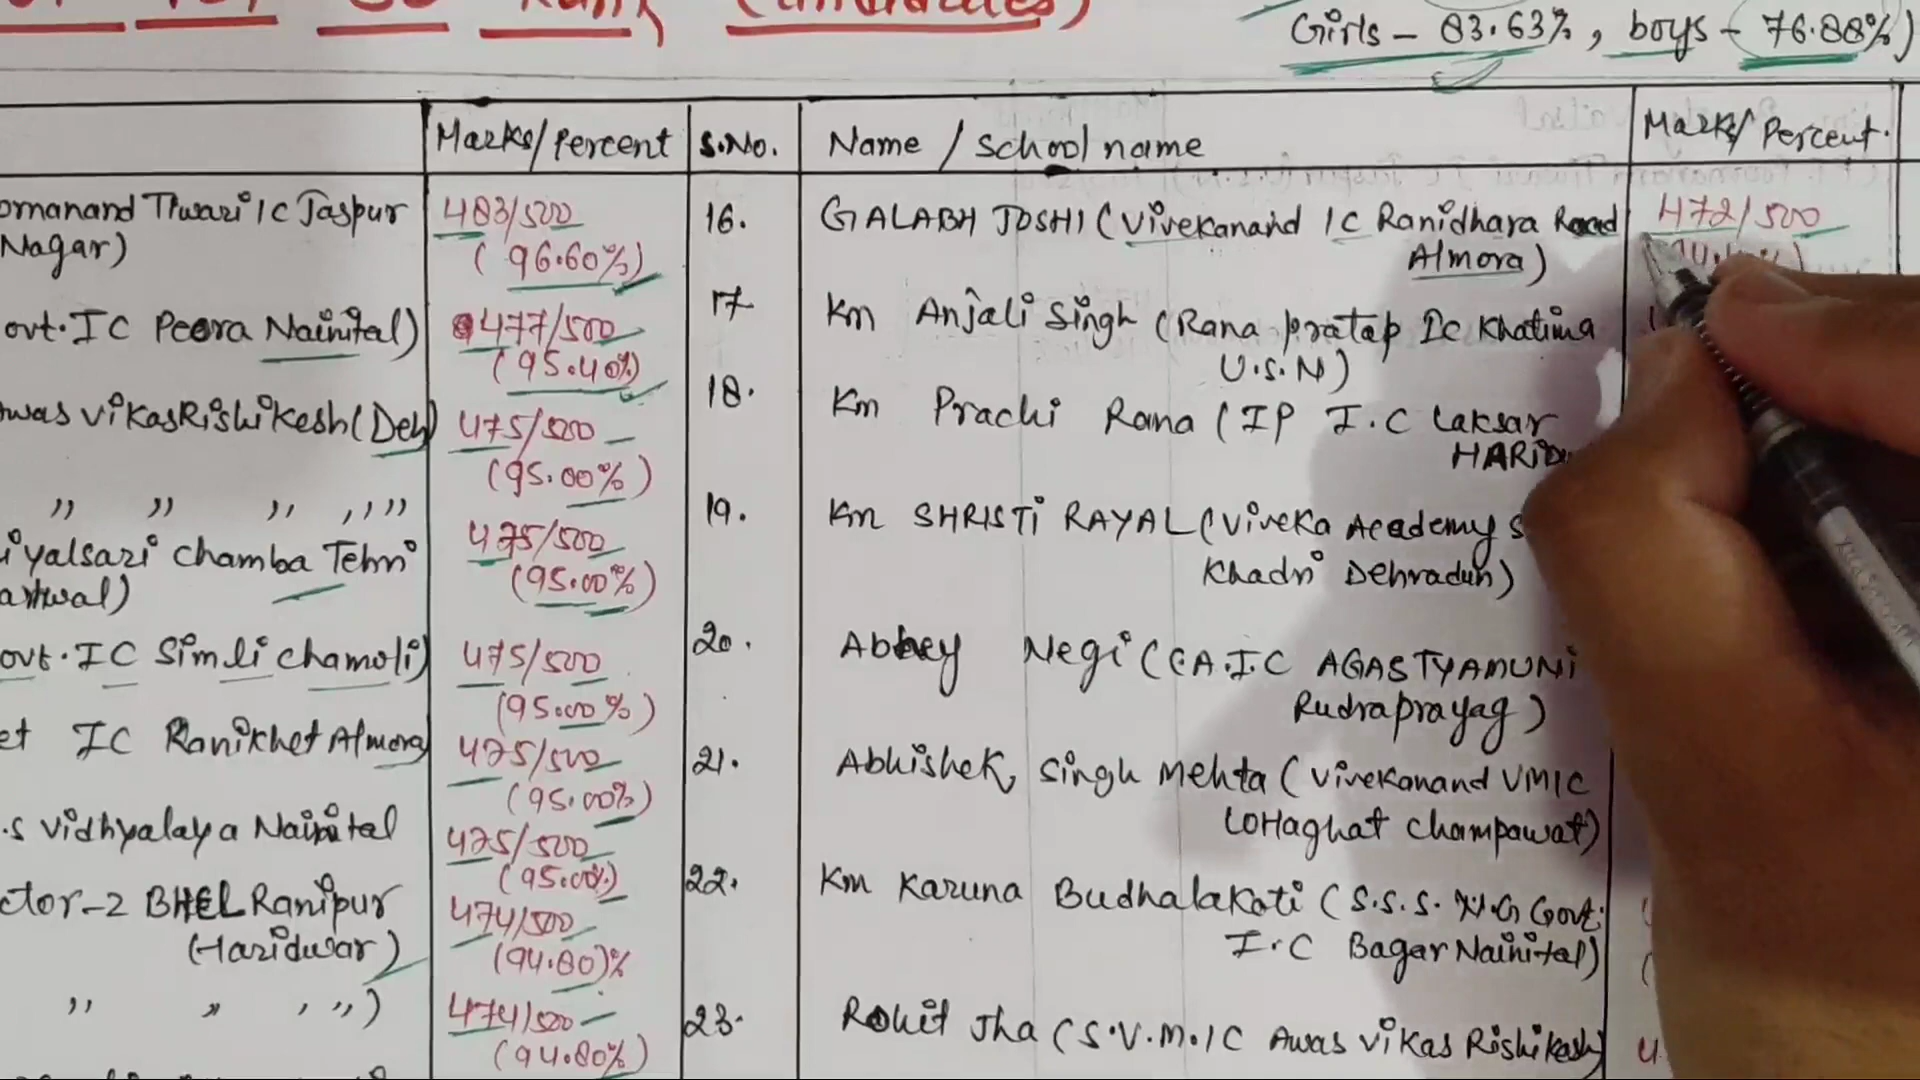 Rank (Candidates)
Girls - 83.63%, boys - 76.88%)
Marks/Percent S.No. Name / School name Marks/Percent.
omanand Tiwari IC Jaspur 483/500 16. GALABH JOSHI (Vivekanand IC Ranidhara Road 472/500
Nagar) (96.60%) Almora)
ovt. IC Peora Nainital) 477/500 17 Km Anjali Singh (Rana pratap Ic Khatima
(95.40%) U.S.N)
was Vikas Rishikesh (Deh) 475/500 18. Km Prachi Rana (IP I.C Laksar
(95.00%) HARID
,, ,, ,, ,,,, 19. Km SHRISTI RAYAL (Viveka Academy S
iyalsari Chamba Tehri 475/500
arhwal) (95.00%) Khadri Dehradun)
ovt. IC Simli Chamoli) 475/500 20. Abhey Negi (C.A.I.C AGASTYAMUNI
(95.00%) Rudraprayag)
et IC Ranikhet Almora) 475/500 21. Abhishek Singh Mehta (Vivekanand VMIC
(95.00%) LOHaghat Champawat)
.s Vidhyalaya Nainital 475/500
(95.00%) 22. Km Karuna Budhalakoti (S.S.S. N.G Govt.
ctor-2 BHEL Ranipur 474/500
(Haridwar) (94.80)% I.C Bagar Nainital)
,, ,, , ,,) 474/500 23. Rohit Jha (S.V.M.IC Awas Vikas Rishikesh)
(94.80%)